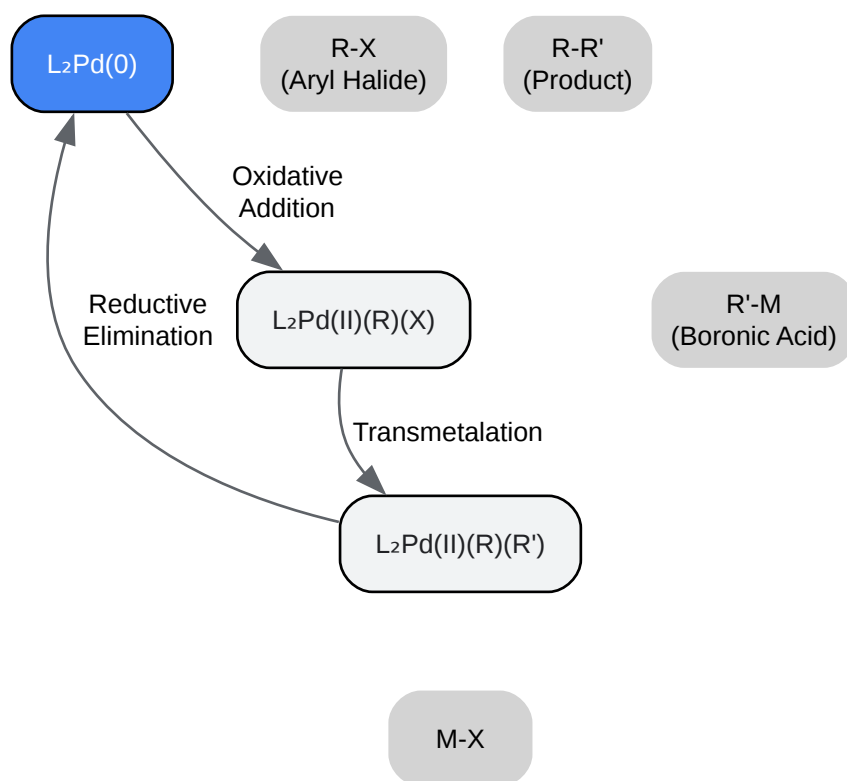 L₂Pd(0)
R-X
(Aryl Halide)
R-R'
(Product)
Oxidative
Addition
Reductive
Elimination
L₂Pd(II)(R)(X)
R'-M
(Boronic Acid)
Transmetalation
L₂Pd(II)(R)(R')
M-X